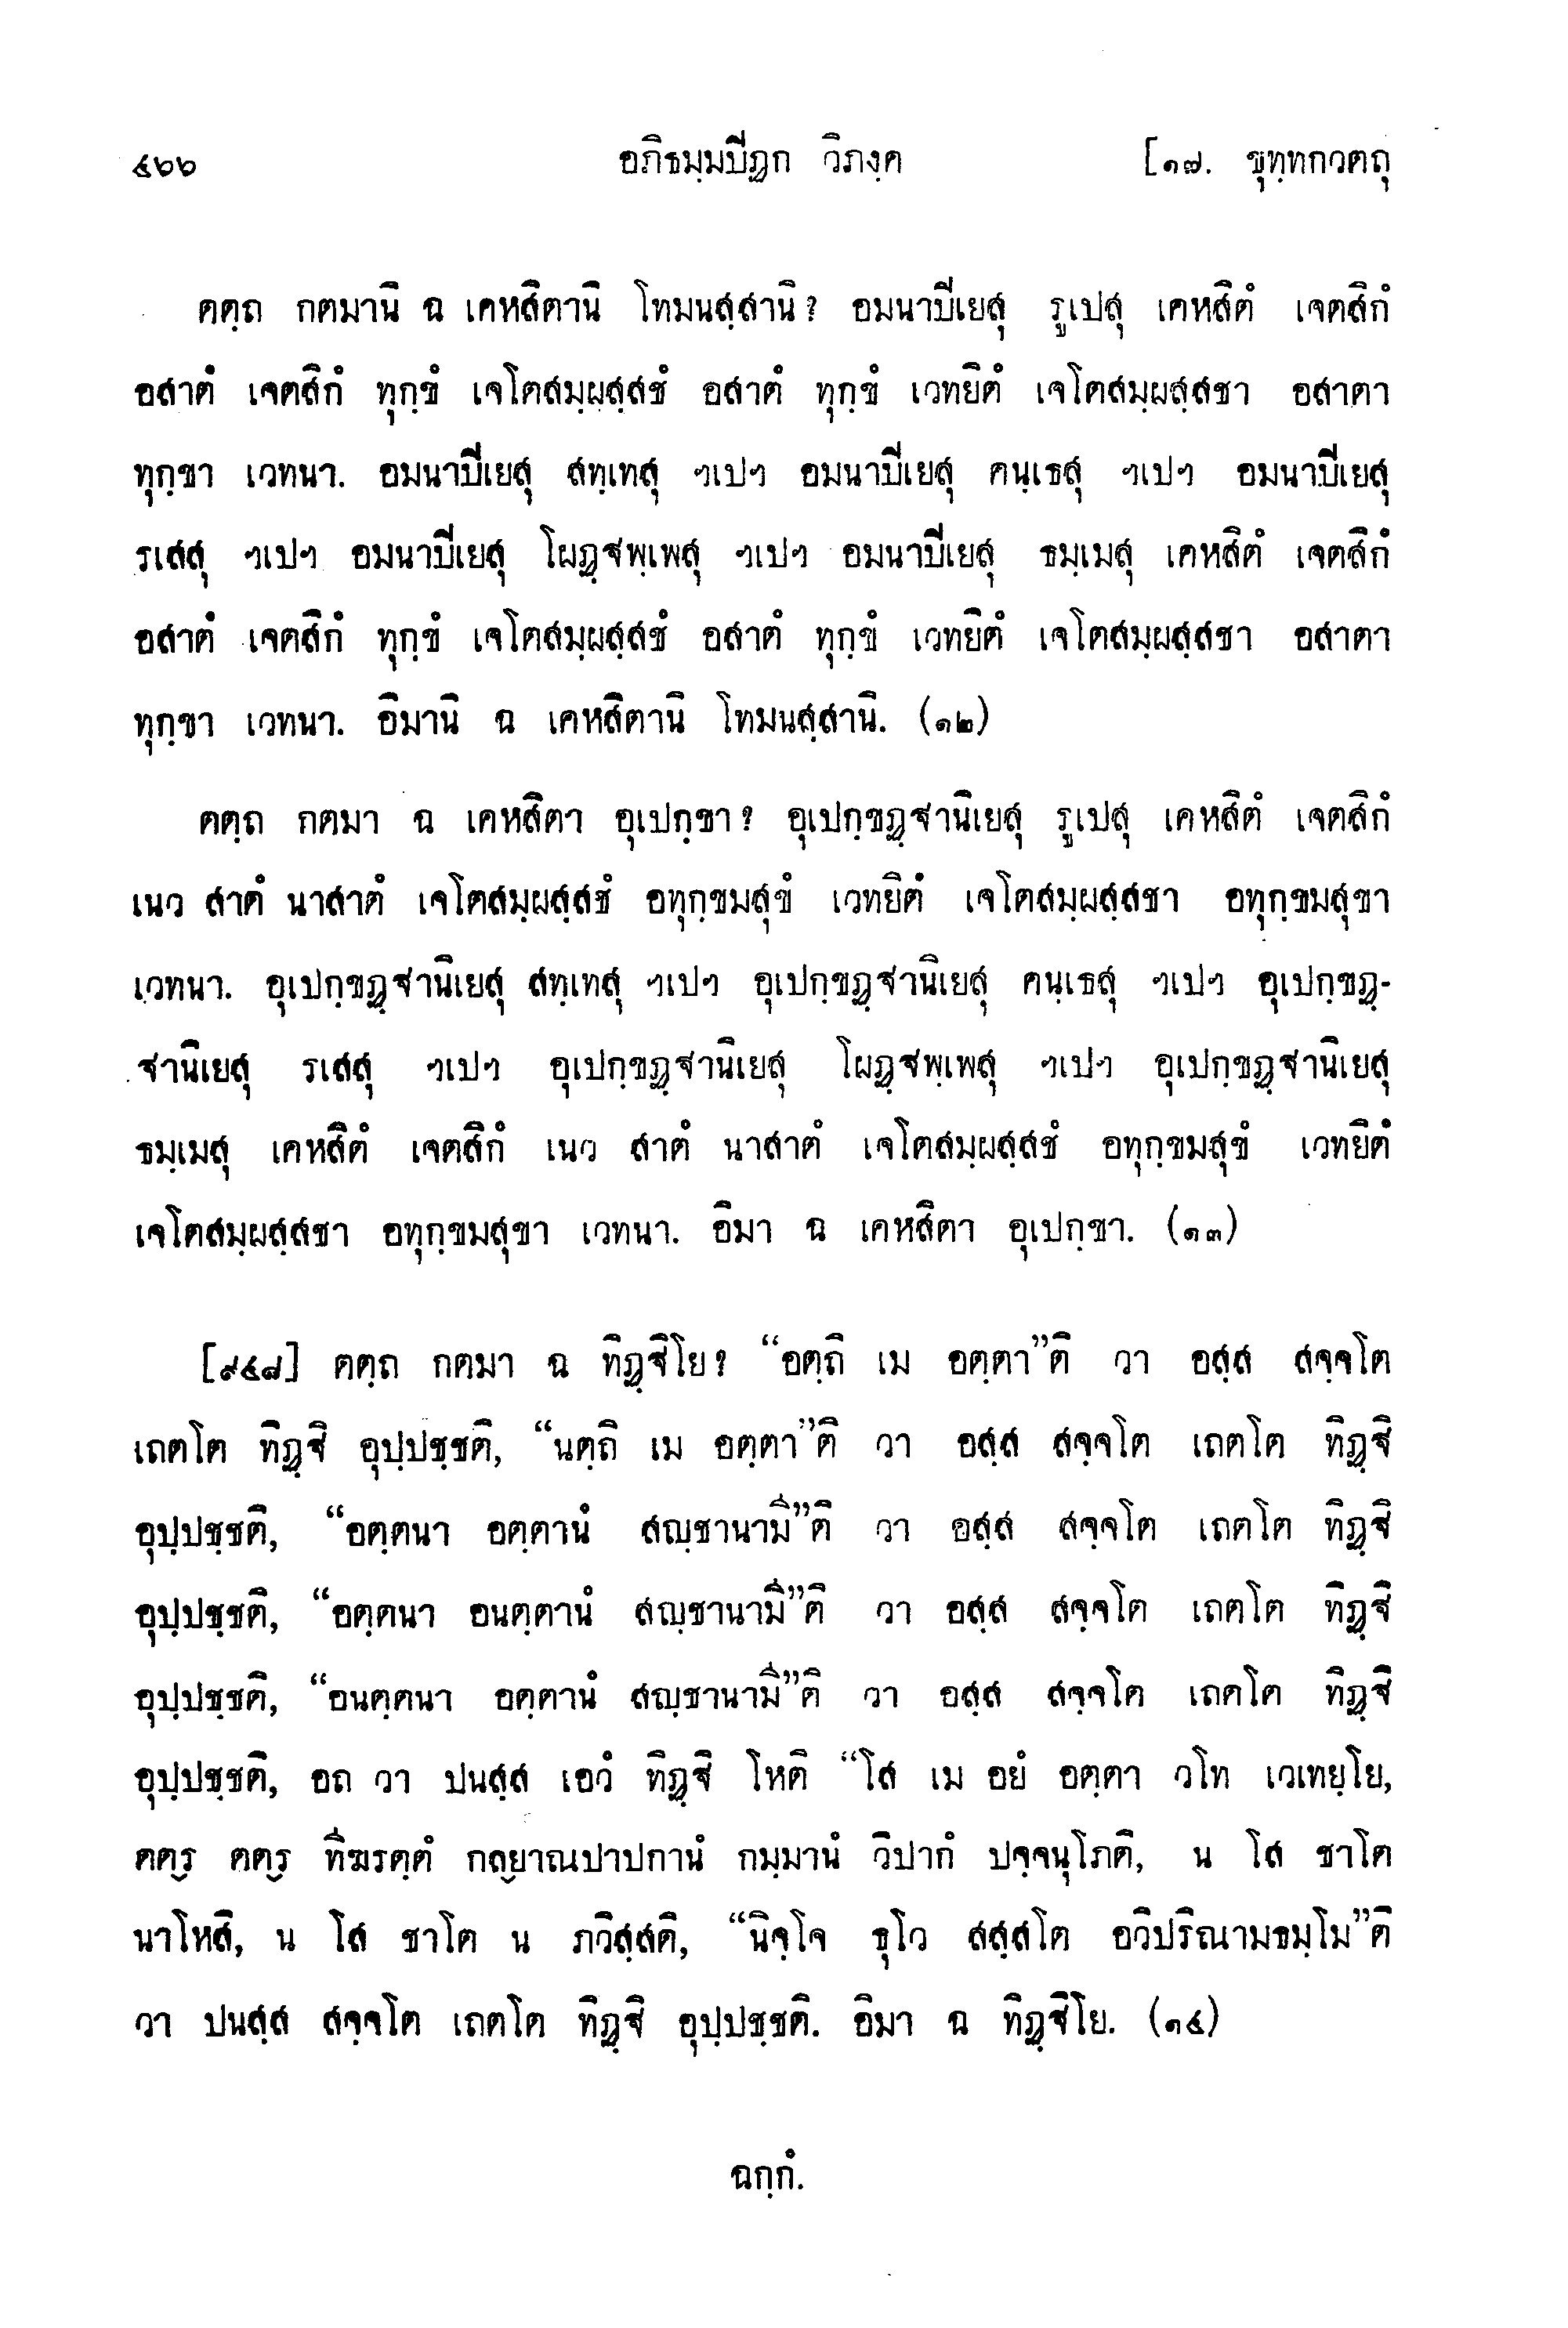 ๔๖๖ อภิธมฺมปีฏก วิภงฺค [๑๗. ขุทฺทกวตถุ
ตตฺถ กตมานิ ฉ เคหสิตานิ โทมนสฺสานิ? อมนาปีเยสุ รูเปสุ เคหสิตํ เจตสิกํ
อสาตํ เจตสิกํ ทุกฺขํ เจโตสมฺผสฺสชํ อสาตํ ทุกฺขํ เวทยิตํ เจโตสมฺผสฺสชา อสาตา
ทุกฺขา เวทนา. อมนาปีเยสุ สทฺเทสุ ฯเปฯ อมนาปีเยสุ คนฺเธสุ ฯเปฯ อมนาปีเยสุ
รเสสุ ฯเปฯ อมนาปีเยสุ โผฏฺฐพฺเพสุ ฯเปฯ อมนาปีเยสุ ธมฺเมสุ เคหสิตํ เจตสิกํ
อสาตํ เจตสิกํ ทุกฺขํ เจโตสมฺผสฺสชํ อสาตํ ทุกฺขํ เวทยิตํ เจโตสมฺผสฺสชา อสาตา
ทุกฺขา เวทนา. อิมานิ ฉ เคหสิตานิ โทมนสฺสานิ. (๑๒)
ตตฺถ กตมา ฉ เคหสิตา อุเปกฺขา? อุเปกฺขฏฺฐานิเยสุ รูเปสุ เคหสิตํ เจตสิกํ
เนว สาตํ นาสาตํ เจโตสมฺผสฺสชํ อทุกฺขมสุขํ เวทยิตํ เจโตสมฺผสฺสชา อทุกฺขมสุขา
เวทนา. อุเปกฺขฏฺฐานิเยสุ สทฺเทสุ ฯเปฯ อุเปกฺขฏฺฐานิเยสุ คนฺเธสุ ฯเปฯ อุเปกฺขฏฺ-
ฐานิเยสุ รเสสุ ฯเปฯ อุเปกฺขฏฺฐานิเยสุ โผฏฺฐพฺเพสุ ฯเปฯ อุเปกฺขฏฺฐานิเยสุ
ธมฺเมสุ เคหสิตํ เจตสิกํ เนว สาตํ นาสาตํ เจโตสมฺผสฺสชํ อทุกฺขมสุขํ เวทยิตํ
เจโตสมฺผสฺสชา อทุกฺขมสุขา เวทนา. อิมา ฉ เคหสิตา อุเปกฺขา. (๑๓)
[๙๔๘] ตตฺถ กตมา ฉ ทิฏฺฐิโย? “อตฺถิ เม อตฺตา”ติ วา อสฺส สจฺจโต
เถตโต ทิฏฺฐิ อุปฺปชฺชติ, “นตฺถิ เม อตฺตา”ติ วา อสฺส สจฺจโต เถตโต ทิฏฺฐิ
อุปฺปชฺชติ, “อตฺตนา อตฺตานํ สญฺชานามี”ติ วา อสฺส สจฺจโต เถตโต ทิฏฺฐิ
อุปฺปชฺชติ, “อตฺตนา อนตฺตานํ สญฺชานามี”ติ วา อสฺส สจฺจโต เถตโต ทิฏฺฐิ
อุปฺปชฺชติ, “อนตฺตนา อตฺตานํ สญฺชานามี”ติ วา อสฺส สจฺจโต เถตโต ทิฏฺฐิ
อุปฺปชฺชติ, อถ วา ปนสฺส เอวํ ทิฏฺฐิ โหติ “โส เม อยํ อตฺตา วโท เวเทยฺโย,
ตตฺร ตตฺร ทีฆรตฺตํ กลฺยาณปาปกานํ กมฺมานํ วิปากํ ปจฺจนุโภติ, น โส ชาโต
นาโหสิ, น โส ชาโต น ภวิสฺสติ, “นิจฺโจ ธุโว สสฺสโต อวิปริณามธมฺโม”ติ
วา ปนสฺส สจฺจโต เถตโต ทิฏฺฐิ อุปฺปชฺชติ. อิมา ฉ ทิฏฺฐิโย. (๑๔)
ฉกฺกํ.